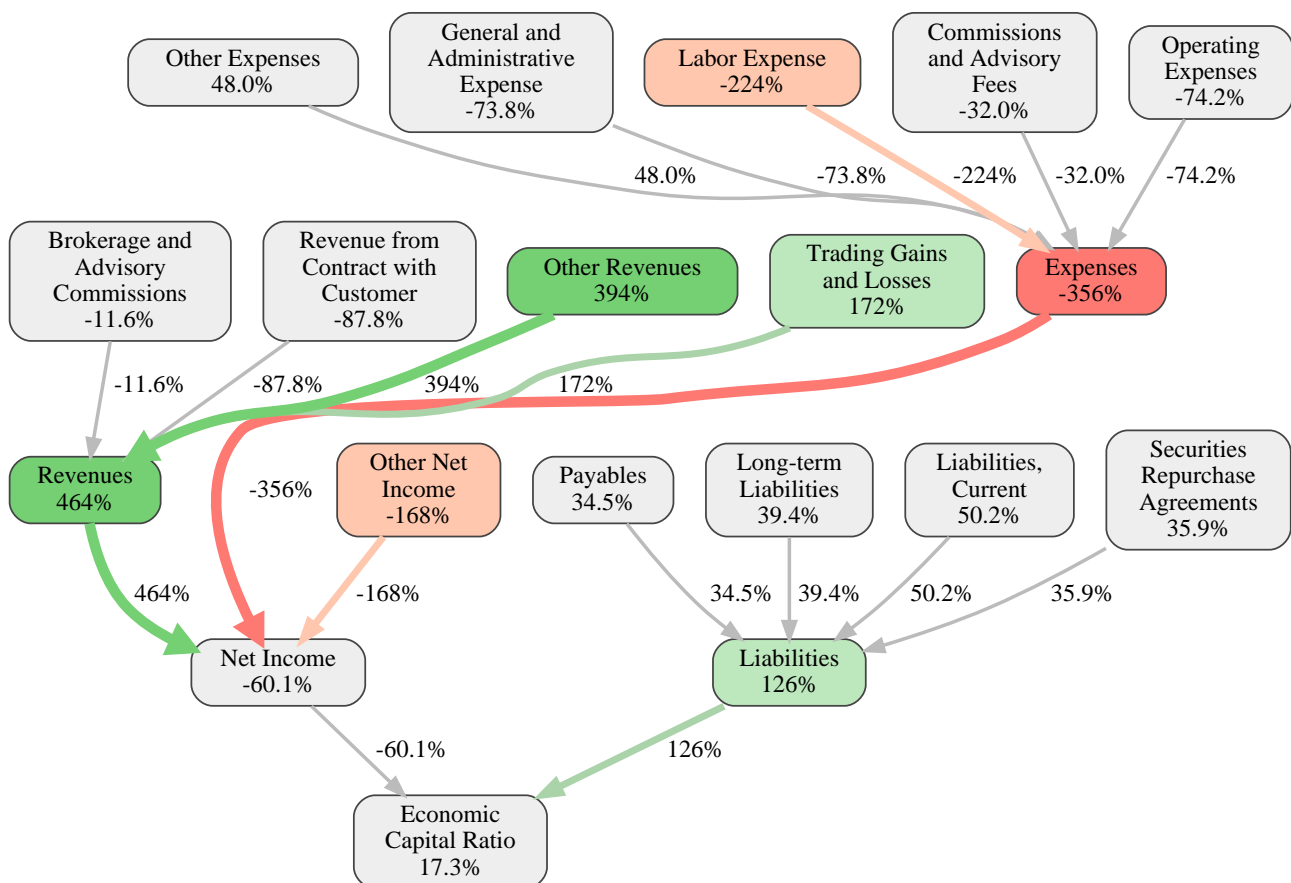 Other Expenses
48.0%
General and
Administrative
Expense
-73.8%
Labor Expense
-224%
Commissions
and Advisory
Fees
-32.0%
Operating
Expenses
-74.2%
48.0%
-73.8%
-224%
-32.0%
-74.2%
Brokerage and
Advisory
Commissions
-11.6%
Revenue from
Contract with
Customer
-87.8%
Other Revenues
394%
Trading Gains
and Losses
172%
Expenses
-356%
-11.6%
-87.8%
394%
172%
Revenues
464%
-356%
Other Net
Income
-168%
Payables
34.5%
Long-term
Liabilities
39.4%
Liabilities,
Current
50.2%
Securities
Repurchase
Agreements
35.9%
464%
-168%
34.5%
39.4%
50.2%
35.9%
Net Income
-60.1%
Liabilities
126%
-60.1%
126%
Economic
Capital Ratio
17.3%